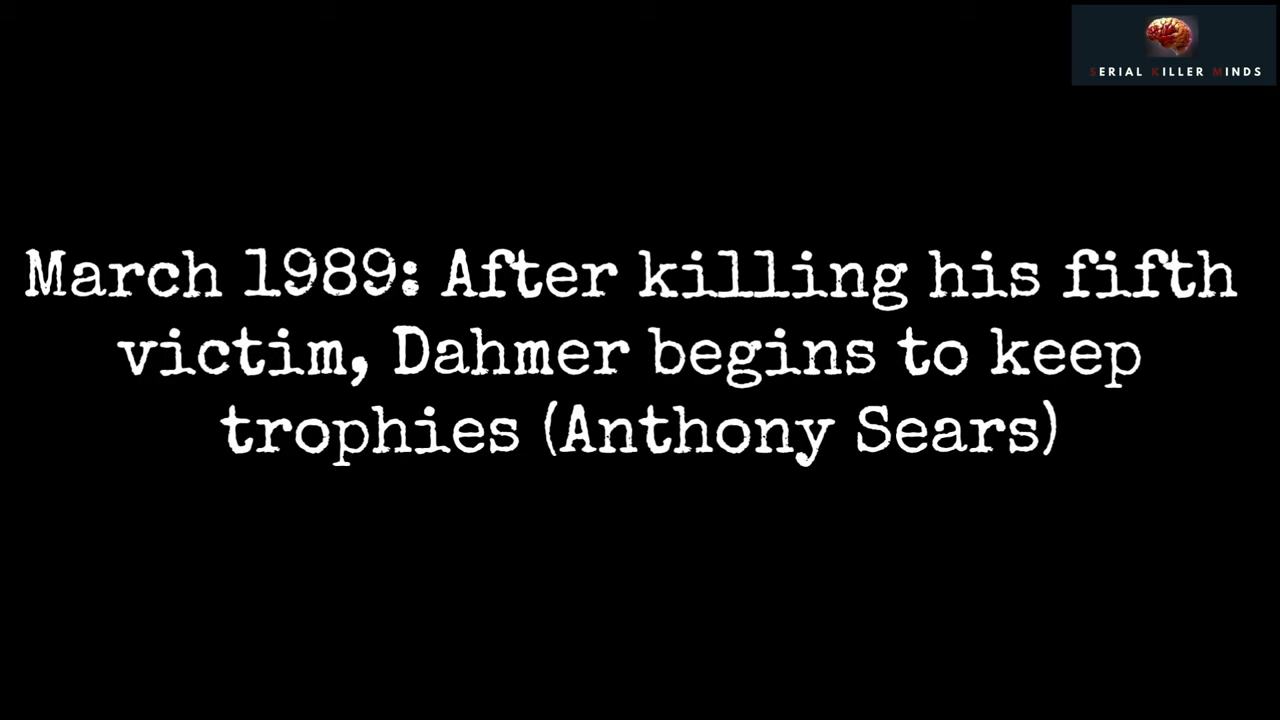 SERIAL KILLER MINDS
March 1989: After killing his fifth
victim, Dahmer begins to keep
trophies (Anthony Sears)